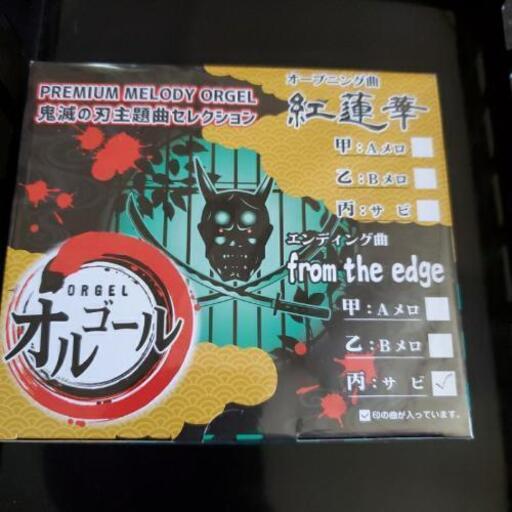 PREMIUM MELODY ORGEL
鬼滅の刃主題曲セレクション
オープニング曲
紅蓮華
甲:Aメロ
乙:Bメロ
丙:サビ
エンディング曲
from the edge
甲:Aメロ
乙:Bメロ
丙:サビ
印の曲が入っています。
ORGEL
オルゴール